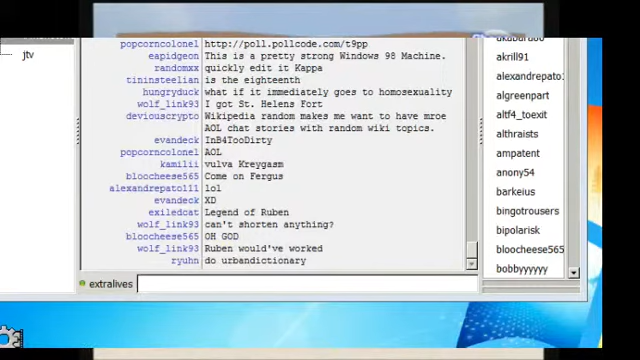 jtv
popcorncolonel http://poll.pollcode.com/t9pp
eapidgeon This is a pretty strong Windows 98 Machine.
randomxx quickly edit it Kappa
tininsteelian is the eighteenth
hungryduck what if it immediately goes to homosexuality
wolf_link93 I got St. Helens Fort
deviouscrypto Wikipedia random makes me want to have mroe
AOL chat stories with random wiki topics.
evandeck InB4TooDirty
popcorncolonel AOL
kamilii vulva Kreygasm
bloocheese565 Come on Fergus
alexandrepato111 lol
evandeck XD
exiledcat Legend of Ruben
wolf_link93 can't shorten anything?
bloocheese565 OH GOD
wolf_link93 Ruben would've worked
ryuhn do urbandictionary
extralives
akrill91
alexandrepato1
algreenpart
altf4_toexit
althraists
ampatent
anony54
barkeius
bingotrousers
bipolarisk
bloocheese565
bobbyyyyyy